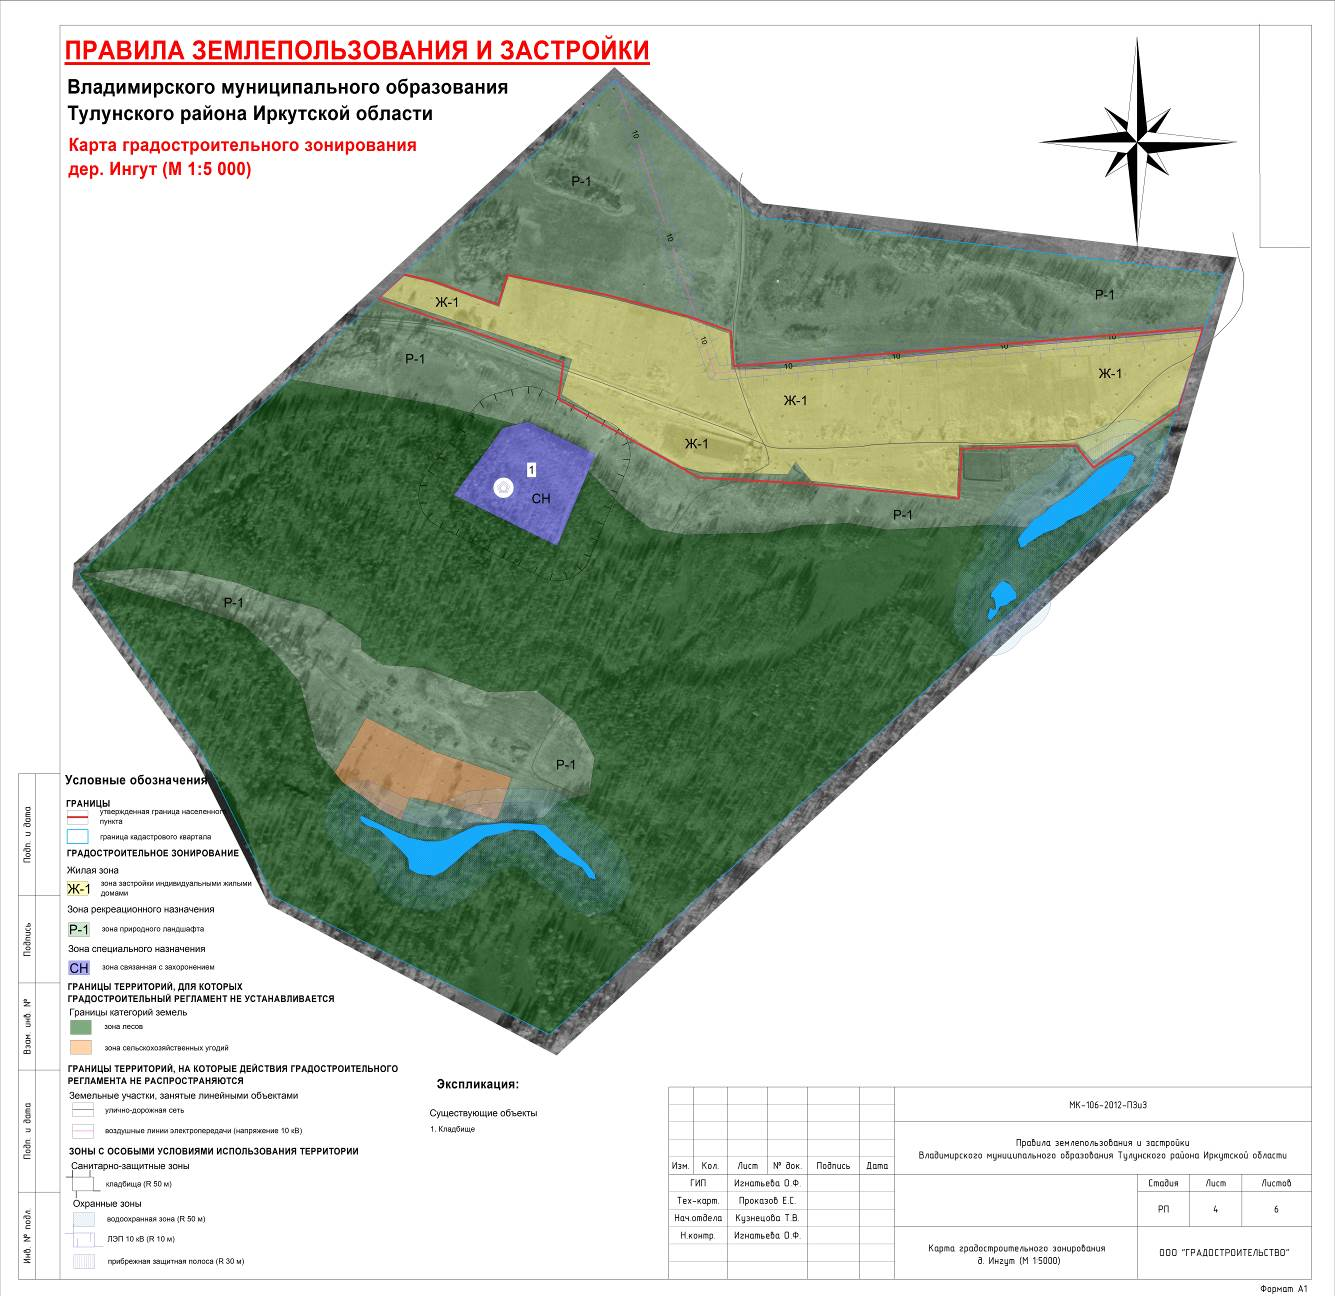 ПРАВИЛА ЗЕМЛЕПОЛЬЗОВАНИЯ И ЗАСТРОЙКИ
Владимирского муниципального образования
Тулунского района Иркутской области
Карта градостроительного зонирования
дер. Ингут (М 1:5 000)
10
Р-1
10
Р-1
Ж-1
10
10
10
10
10
Р-1
Ж-1
Ж-1
Ж-1
1
СН
Р-1
Р-1
Р-1
Условные обозначения
ГРАНИЦЫ
утвержденная граница населенного
пункта
граница кадастрового квартала
ГРАДОСТРОИТЕЛЬНОЕ ЗОНИРОВАНИЕ
Жилая зона
Ж-1
зона застройки индивидуальными жилыми
домами
Зона рекреационного назначения
Р-1
зона природного ландшафта
Зона специального назначения
СН
зона связанная с захоронением
ГРАНИЦЫ ТЕРРИТОРИЙ, ДЛЯ КОТОРЫХ
ГРАДОСТРОИТЕЛЬНЫЙ РЕГЛАМЕНТ НЕ УСТАНАВЛИВАЕТСЯ
Границы категорий земель
зона лесов
зона сельскохозяйственных угодий
ГРАНИЦЫ ТЕРРИТОРИЙ, НА КОТОРЫЕ ДЕЙСТВИЯ ГРАДОСТРОИТЕЛЬНОГО
РЕГЛАМЕНТА НЕ РАСПРОСТРАНЯЮТСЯ
Земельные участки, занятые линейными объектами
улично-дорожная сеть
воздушные линии электропередачи (напряжение 10 кВ)
ЗОНЫ С ОСОБЫМИ УСЛОВИЯМИ ИСПОЛЬЗОВАНИЯ ТЕРРИТОРИИ
Санитарно-защитные зоны
кладбища (R 50 м)
Охранные зоны
водоохранная зона (R 50 м)
ЛЭП 10 кВ (R 10 м)
прибрежная защитная полоса (R 30 м)
Экспликация:
Существующие объекты
1. Кладбище
Подп. и дата
Подпись
Взам. инв. №
Подп. и дата
Инв. № подл.
МК-106-2012-ПЗиЗ
Правила землепользования и застройки
Владимирского муниципального образования Тулунского района Иркутской области
Изм. Кол. Лист № док. Подпись Дата
ГИП Игнатьева О.Ф.
Тех-карт. Проказов Е.С.
Нач.отдела Кузнецова Т.В.
Н.контр. Игнатьева О.Ф.
Стадия Лист Листов
РП 4 6
Карта градостроительного зонирования
д. Ингут (М 1:5000)
ООО "ГРАДОСТРОИТЕЛЬСТВО"
Формат А1